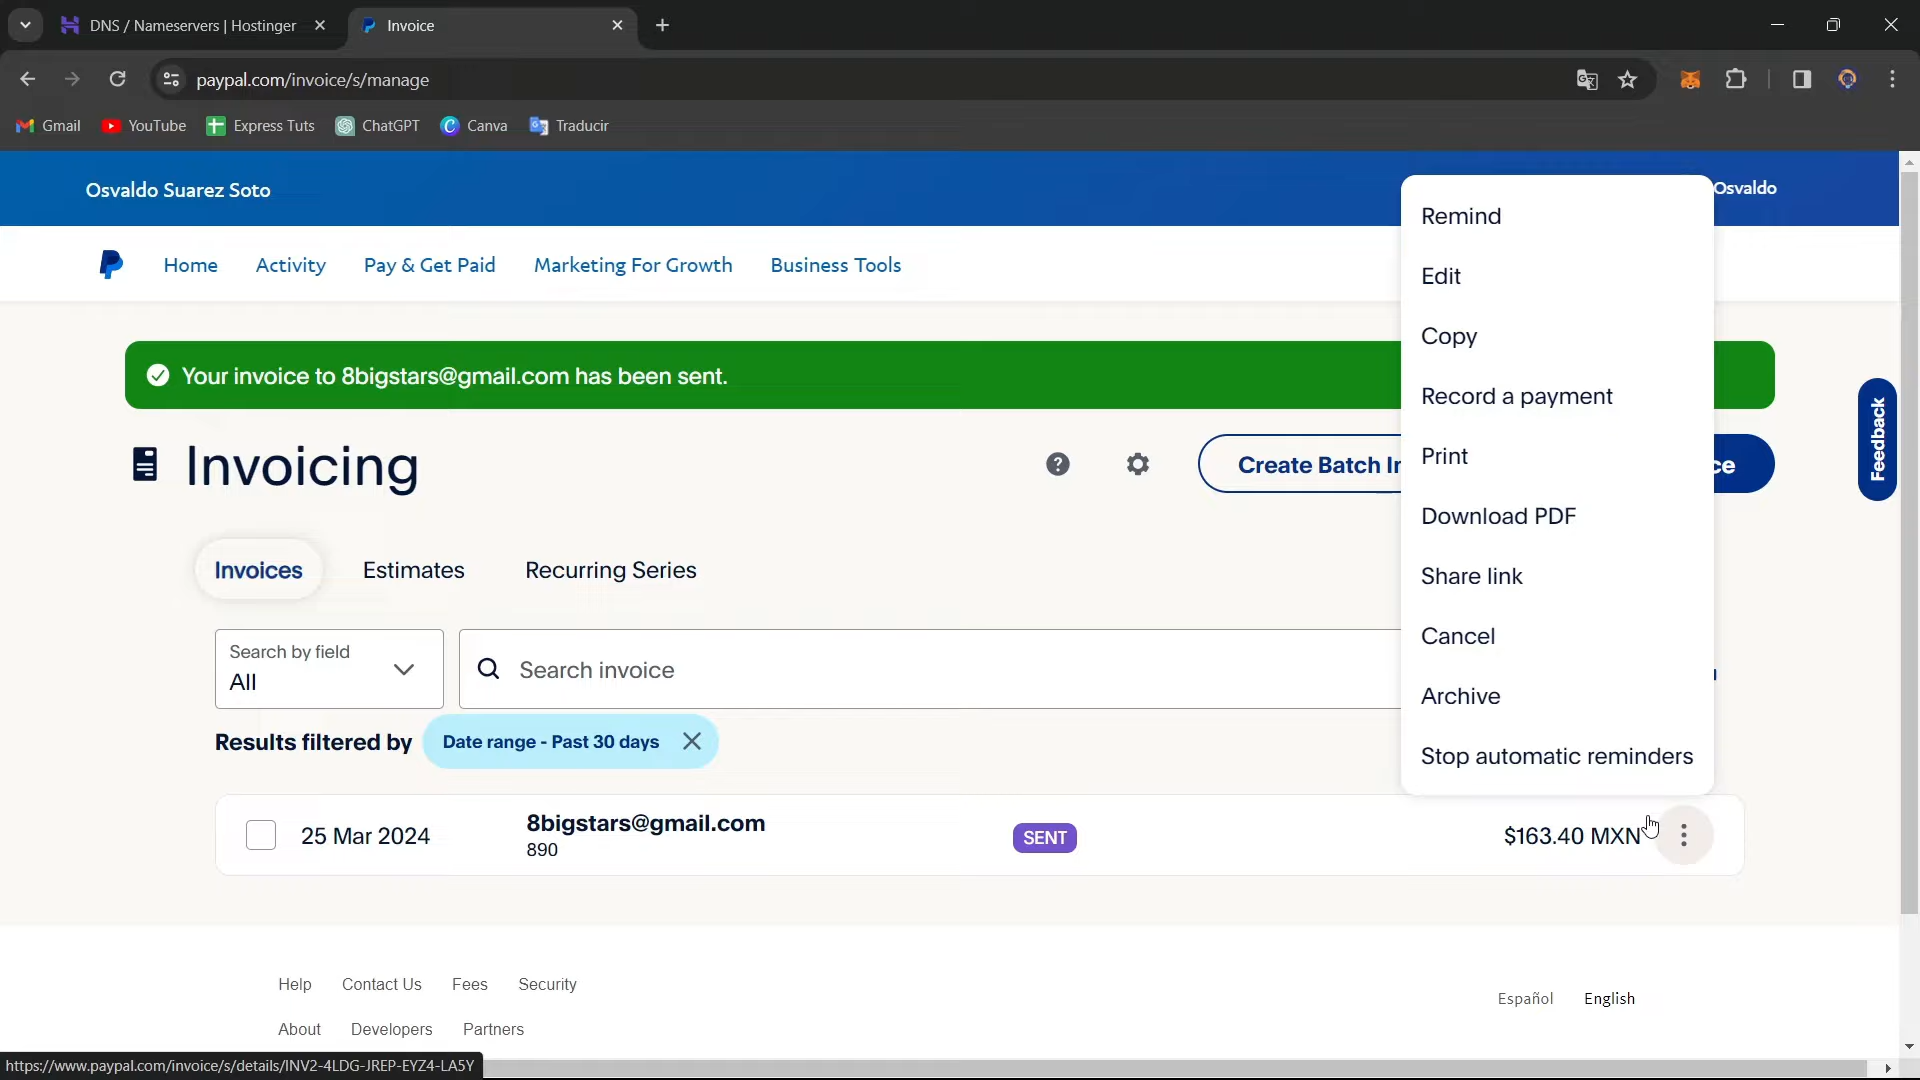 DNS / Nameservers | Hostinger
Invoice
paypal.com/invoice/s/manage
Gmail
YouTube
Express Tuts
ChatGPT
Canva
Traducir
Osvaldo Suarez Soto
Osvaldo
Home
Activity
Pay & Get Paid
Marketing For Growth
Business Tools
Remind
Edit
Copy
Record a payment
Print
Download PDF
Share link
Cancel
Archive
Stop automatic reminders
Your invoice to 8bigstars@gmail.com has been sent.
Feedback
Invoicing
?
Create Batch In
ce
Invoices
Estimates
Recurring Series
Search by field
All
Search invoice
Results filtered by
Date range - Past 30 days
25 Mar 2024
8bigstars@gmail.com
890
SENT
$163.40 MXN
Help
Contact Us
Fees
Security
Español
English
About
Developers
Partners
https://www.paypal.com/invoice/s/details/INV2-4LDG-JREP-EYZ4-LA5Y